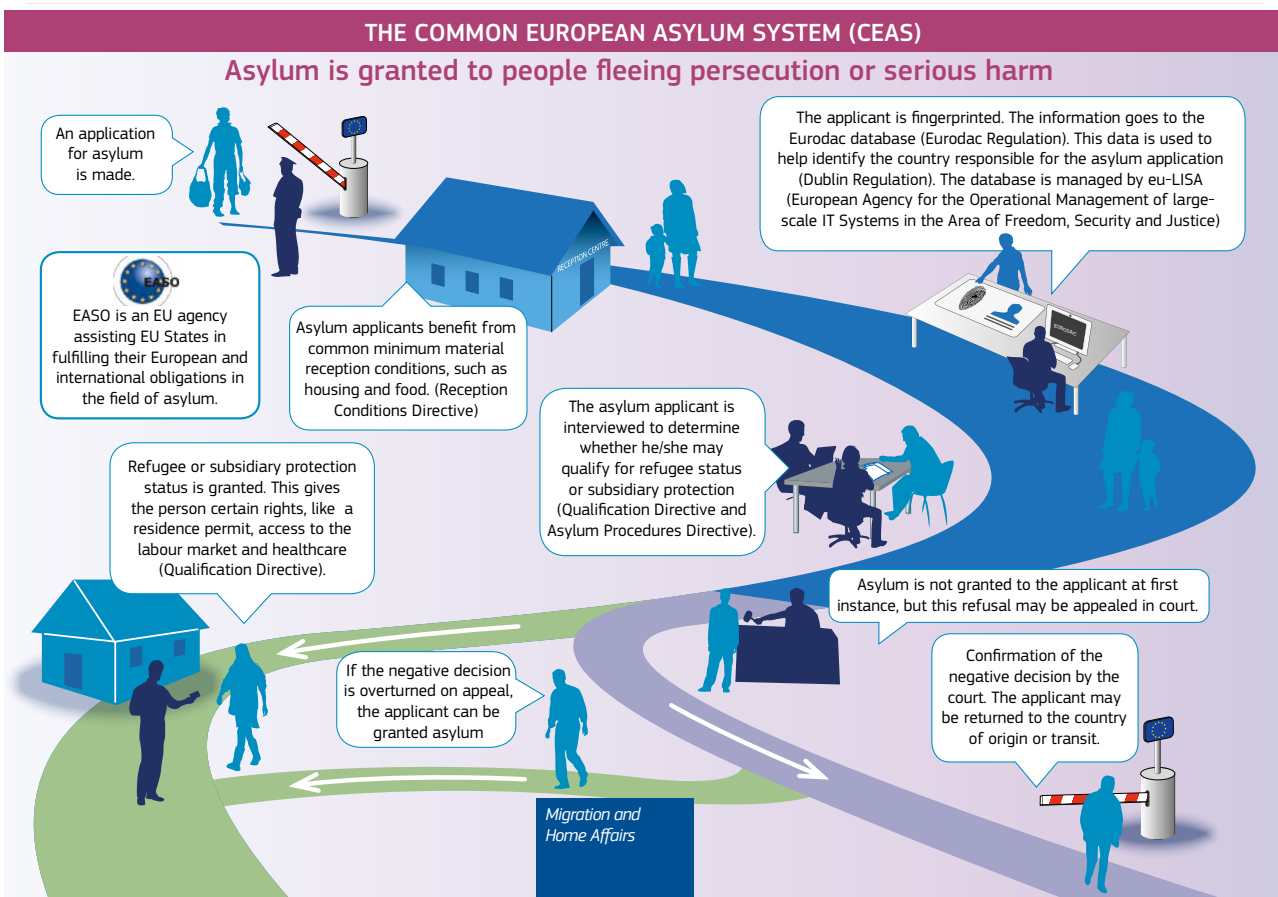 THE COMMON EUROPEAN ASYLUM SYSTEM (CEAS)
Asylum is granted to people fleeing persecution or serious harm
An application
for asylum
is made.
The applicant is fingerprinted. The information goes to the
Eurodac database (Eurodac Regulation). This data is used to
help identify the country responsible for the asylum application
(Dublin Regulation). The database is managed by eu-LISA
(European Agency for the Operational Management of large-
scale IT Systems in the Area of Freedom, Security and Justice)
RECEPTION CENTRE
EURODAC
EASO
EASO is an EU agency
assisting EU States in
fulfilling their European and
international obligations in
the field of asylum.
Asylum applicants benefit from
common minimum material
reception conditions, such as
housing and food. (Reception
Conditions Directive)
The asylum applicant is
interviewed to determine
whether he/she may
qualify for refugee status
or subsidiary protection
(Qualification Directive and
Asylum Procedures Directive).
Refugee or subsidiary protection
status is granted. This gives
the person certain rights, like a
residence permit, access to the
labour market and healthcare
(Qualification Directive).
Asylum is not granted to the applicant at first
instance, but this refusal may be appealed in court.
If the negative decision
is overturned on appeal,
the applicant can be
granted asylum
Confirmation of the
negative decision by the
court. The applicant may
be returned to the country
of origin or transit.
Migration and
Home Affairs